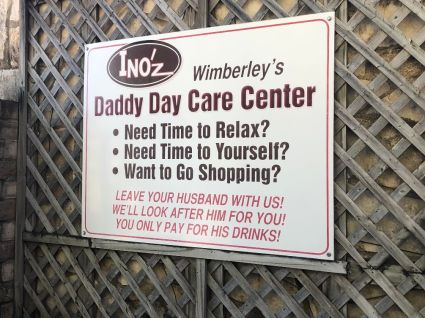 INO'Z
Wimberley's
Daddy Day Care Center
• Need Time to Relax?
• Need Time to Yourself?
• Want to Go Shopping?
LEAVE YOUR HUSBAND WITH US!
WE'LL LOOK AFTER HIM FOR YOU!
YOU ONLY PAY FOR HIS DRINKS!